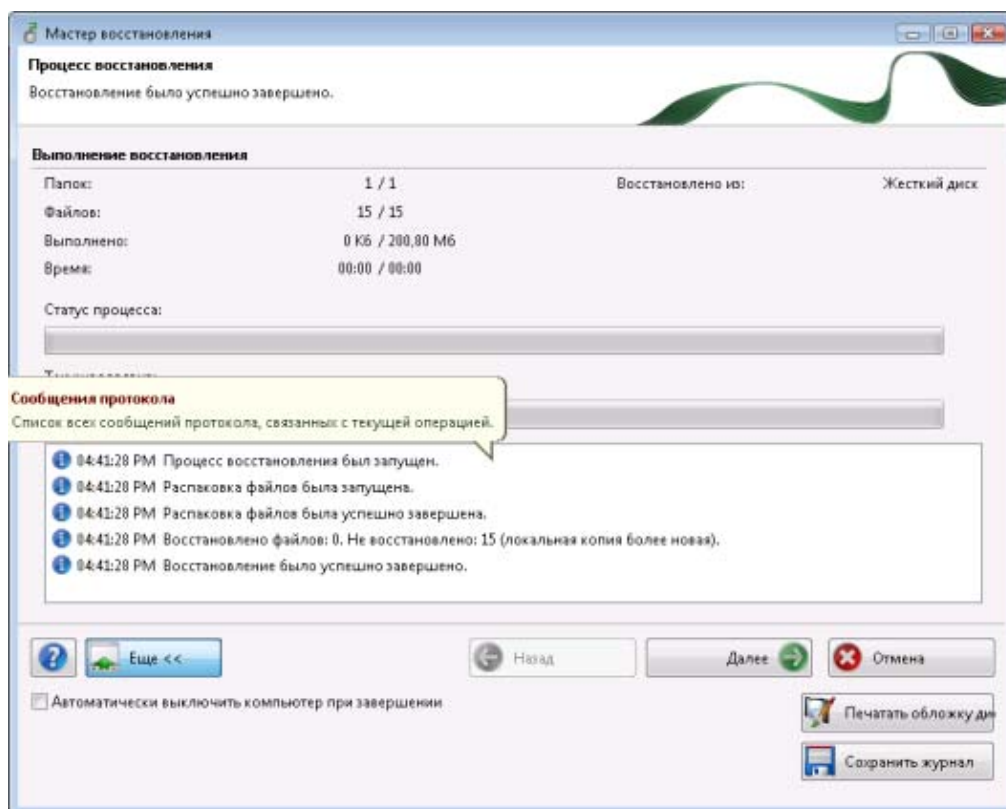 Мастер восстановления
Процесс восстановления
Восстановление было успешно завершено.
Выполнение восстановления
Папок: 1 / 1 Восстановлено из: Жесткий диск
Файлов: 15 / 15
Выполнено: 0 Кб / 200,80 Мб
Время: 00:00 / 00:00
Статус процесса:
Сообщения протокола
Список всех сообщений протокола, связанных с текущей операцией.
04:41:28 PM Процесс восстановления был запущен.
04:41:28 PM Распаковка файлов была запущена.
04:41:28 PM Распаковка файлов была успешно завершена.
04:41:28 PM Восстановлено файлов: 0. Не восстановлено: 15 (локальная копия более новая).
04:41:28 PM Восстановление было успешно завершено.
Еще << Назад Далее Отмена
Автоматически выключить компьютер при завершении
Печатать обложку ди
Сохранить журнал